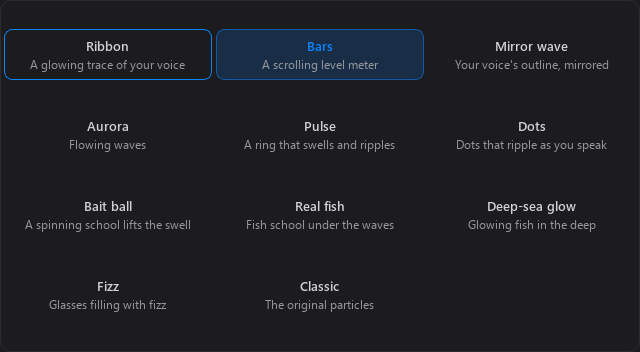 Ribbon
A glowing trace of your voice
Bars
A scrolling level meter
Mirror wave
Your voice's outline, mirrored
Aurora
Flowing waves
Pulse
A ring that swells and ripples
Dots
Dots that ripple as you speak
Bait ball
A spinning school lifts the swell
Real fish
Fish school under the waves
Deep-sea glow
Glowing fish in the deep
Fizz
Glasses filling with fizz
Classic
The original particles